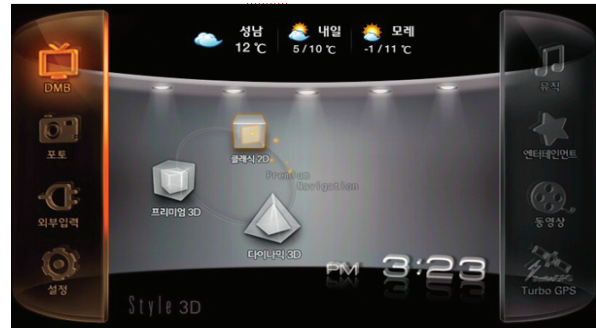 성남
12 ℃
내일
5/10 ℃
모레
-1/11 ℃
DMB
포토
외부입력
설정
클래식 2D
Premium
Navigation
프리미엄 3D
다이나믹 3D
PM 3:23
Style 3D
뮤직
엔터테인먼트
동영상
Turbo GPS